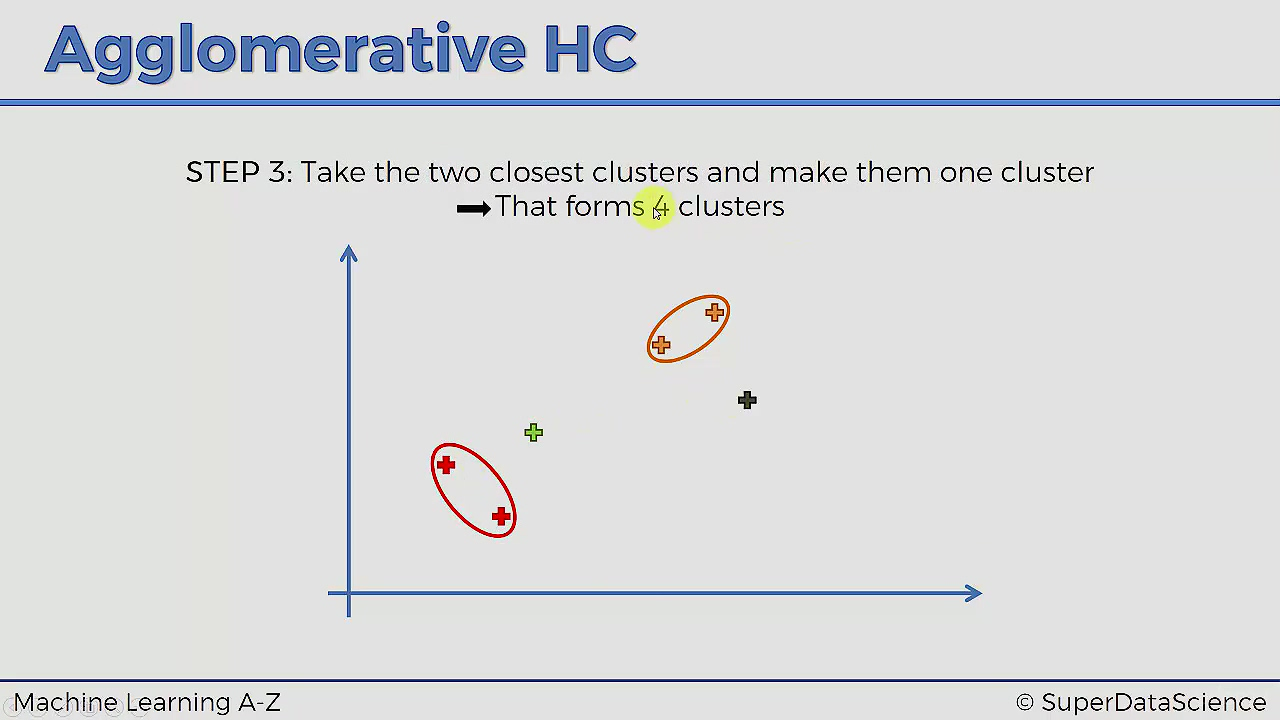 Agglomerative HC
STEP 3: Take the two closest clusters and make them one cluster
That forms 4 clusters
Machine Learning A-Z
© SuperDataScience